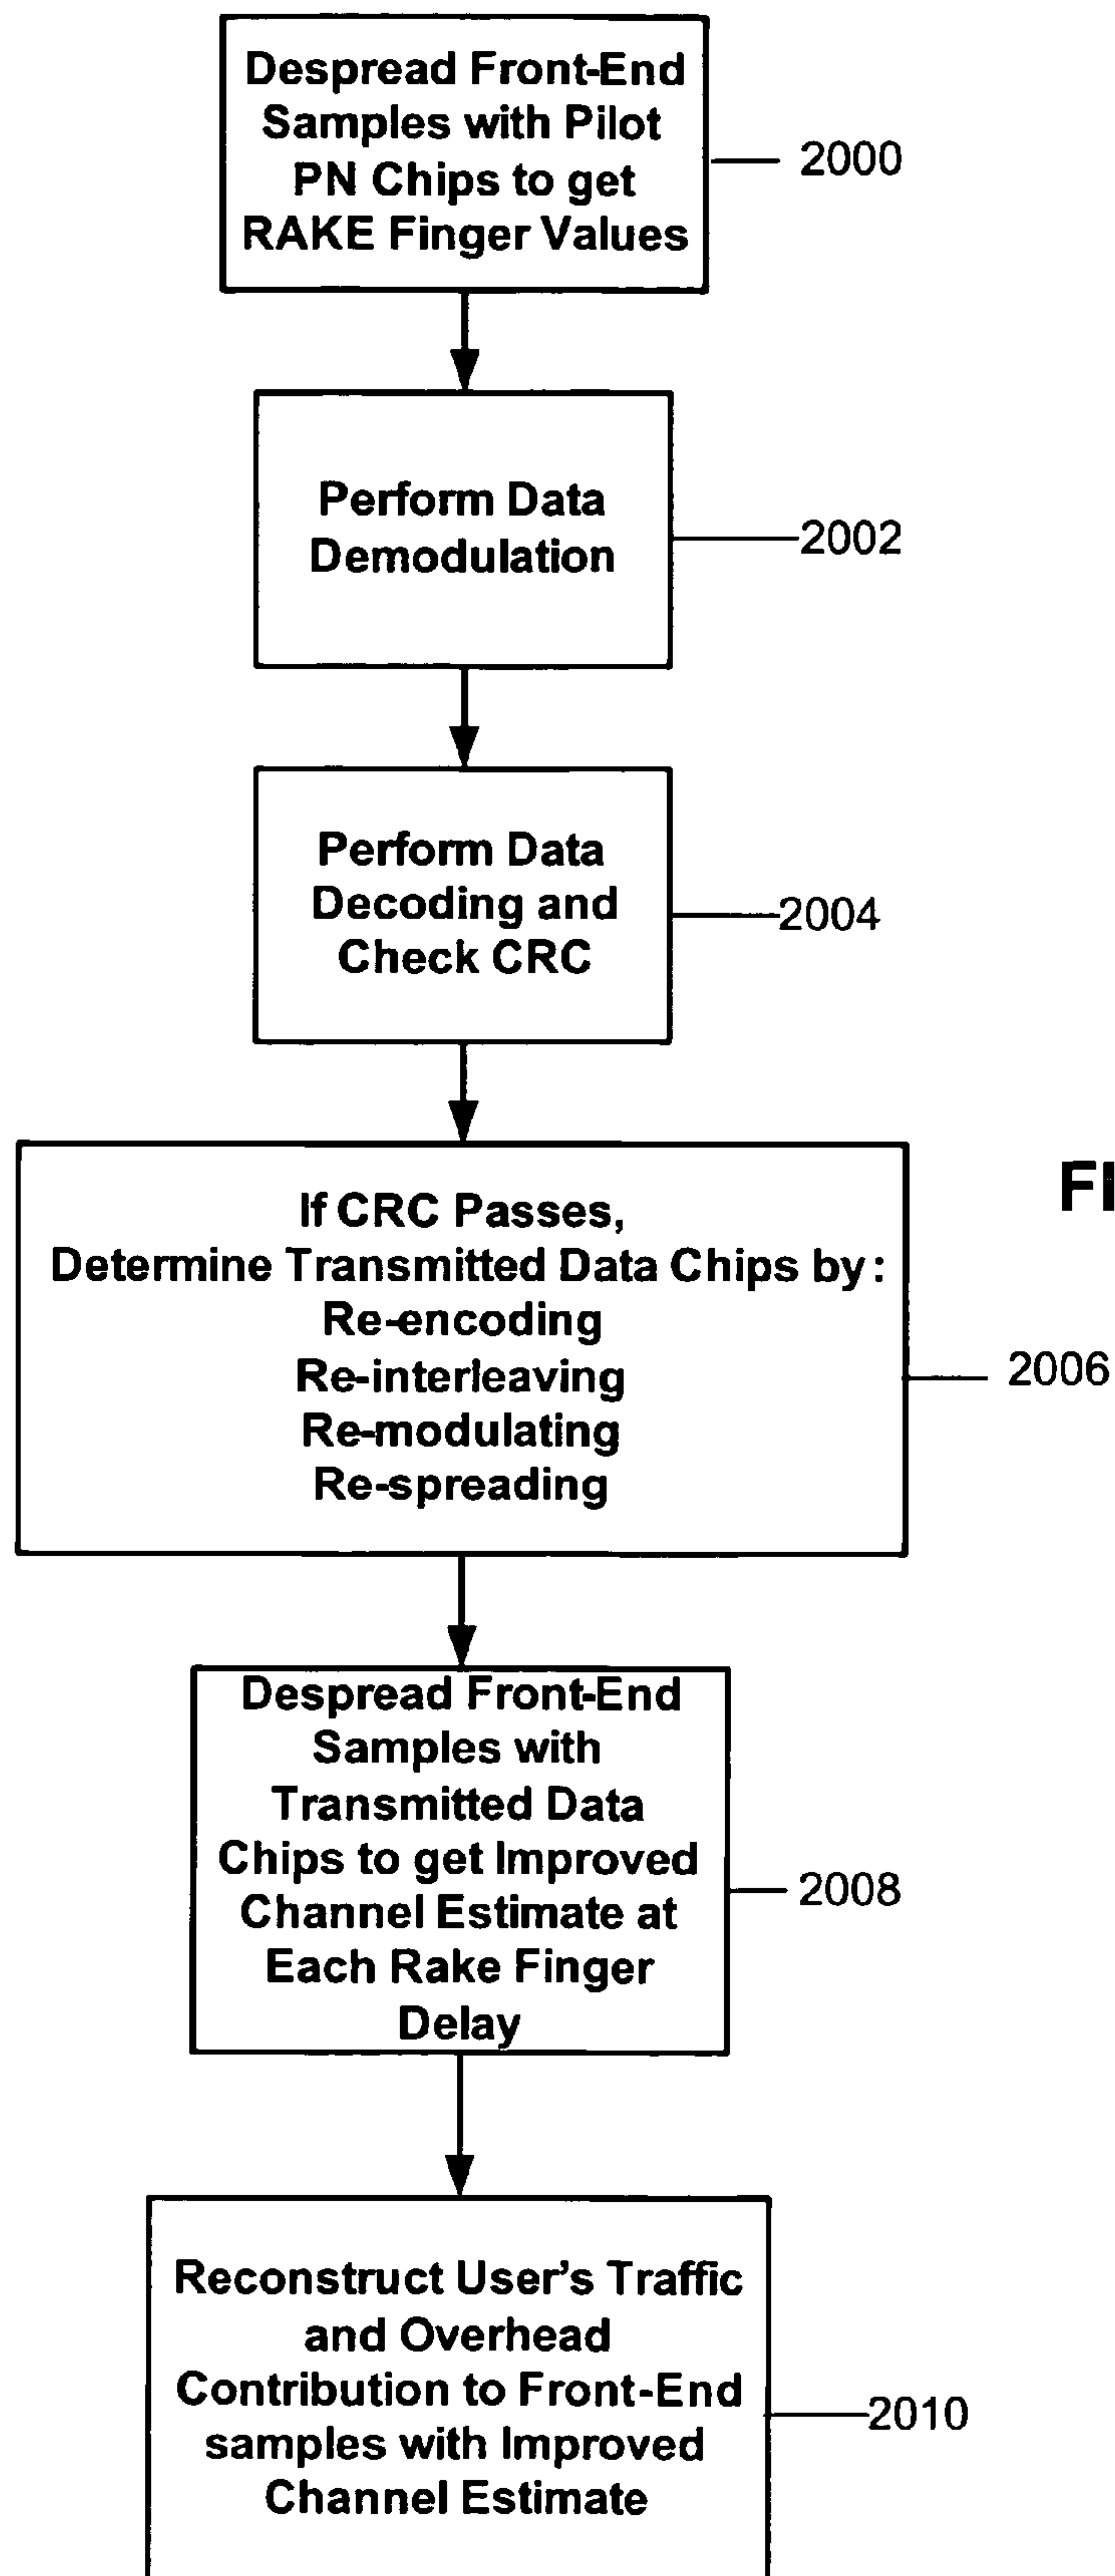 Despread Front-End
Samples with Pilot
PN Chips to get
RAKE Finger Values
2000
Perform Data
Demodulation
2002
Perform Data
Decoding and
Check CRC
2004
If CRC Passes,
Determine Transmitted Data Chips by:
Re-encoding
Re-interleaving
Re-modulating
Re-spreading
2006
FI
Despread Front-End
Samples with
Transmitted Data
Chips to get Improved
Channel Estimate at
Each Rake Finger
Delay
2008
Reconstruct User's Traffic
and Overhead
Contribution to Front-End
samples with Improved
Channel Estimate
2010